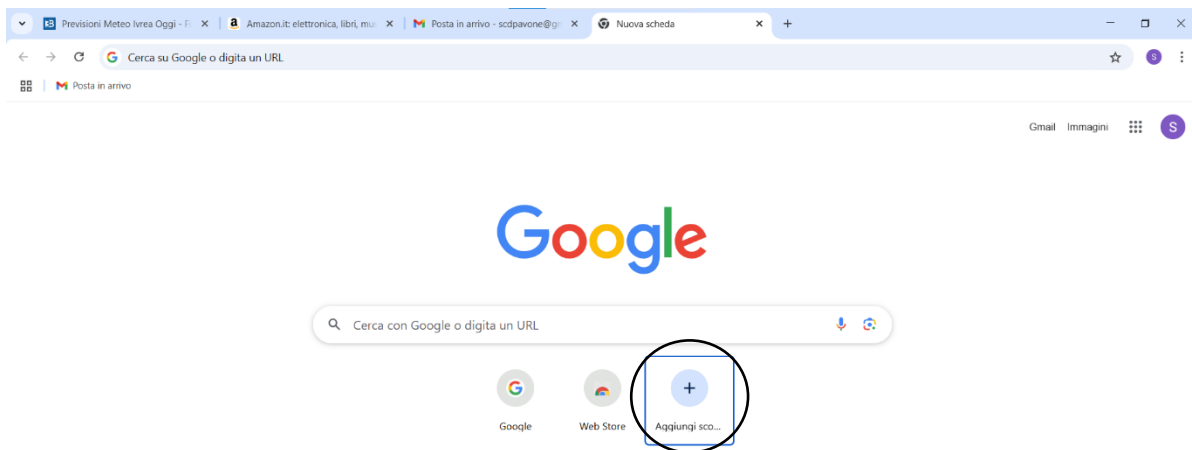 Previsioni Meteo Ivrea Oggi - F
Amazon.it: elettronica, libri, mu
Posta in arrivo - scdpavone@g
Nuova scheda
Cerca su Google o digita un URL
S
Posta in arrivo
Gmail Immagini
S
Google
Cerca con Google o digita un URL
Google Web Store Aggiungi sco...